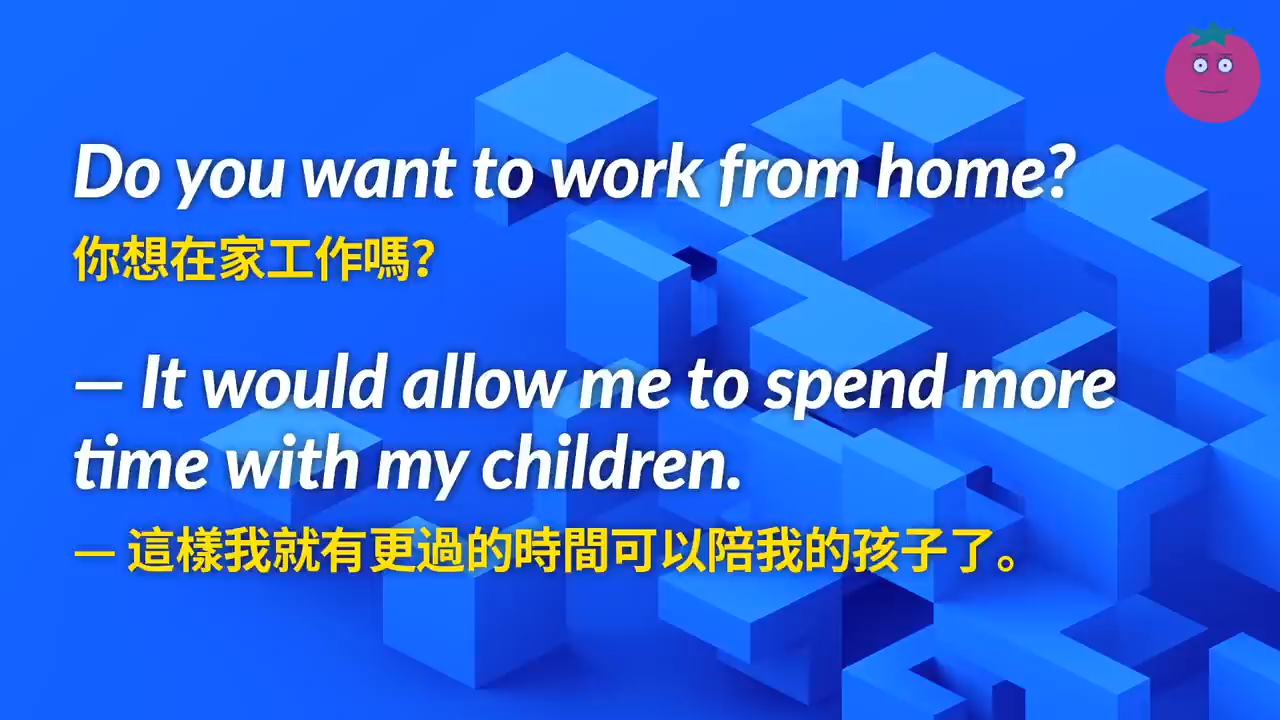 Do you want to work from home?
你想在家工作嗎？
— It would allow me to spend more
time with my children.
— 這樣我就有更過的時間可以陪我的孩子了。